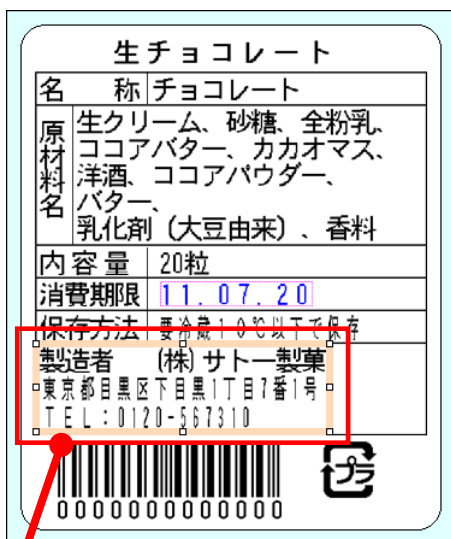 生チョコレート
名　称 チョコレート
原材料名 生クリーム、砂糖、全粉乳、
ココアバター、カカオマス、
洋酒、ココアパウダー、
バター、
乳化剤（大豆由来）、香料
内容量 20粒
消費期限 11.07.20
保存方法 要冷蔵10℃以下で保存
製造者 (株)サトー製菓
東京都目黒区下目黒1丁目7番1号
TEL:0120-567310
プラ
0000000000000